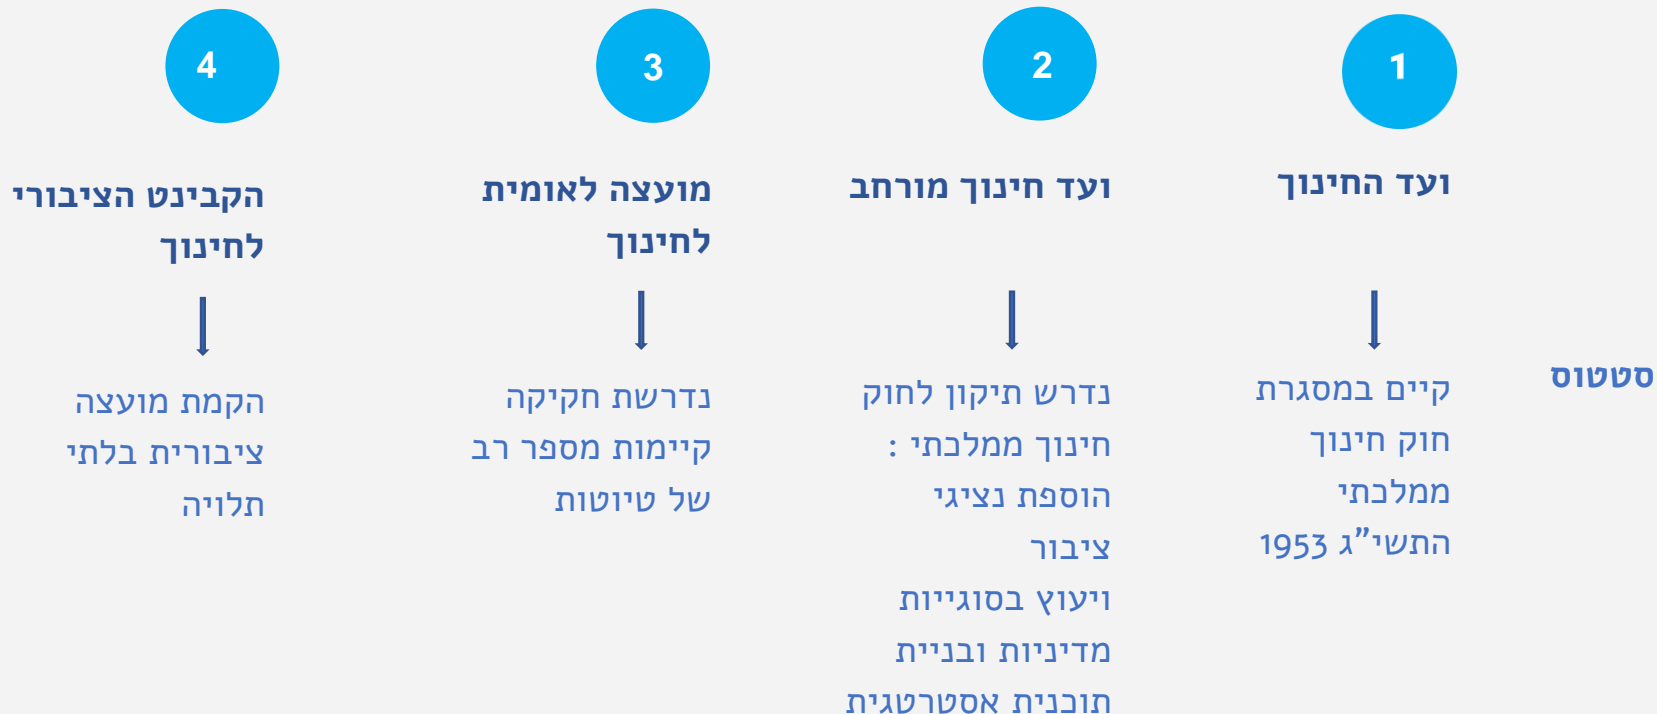 1
ועד החינוך
סטטוס
קיים במסגרת
חוק חינוך
ממלכתי
התשי"ג 1953
2
ועד חינוך מורחב
נדרש תיקון לחוק
חינוך ממלכתי :
הוספת נציגי
ציבור
ויעוץ בסוגייות
מדיניות ובניית
תוכנית אסטרטגית
3
מועצה לאומית
לחינוך
נדרשת חקיקה
קיימות מספר רב
של טיוטות
4
הקבינט הציבורי
לחינוך
הקמת מועצה
ציבורית בלתי
תלויה